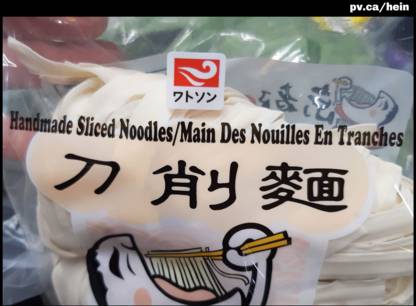 pv.ca/hein
ワトソン
Handmade Sliced Noodles/Main Des Nouilles En Tranches
刀削麵